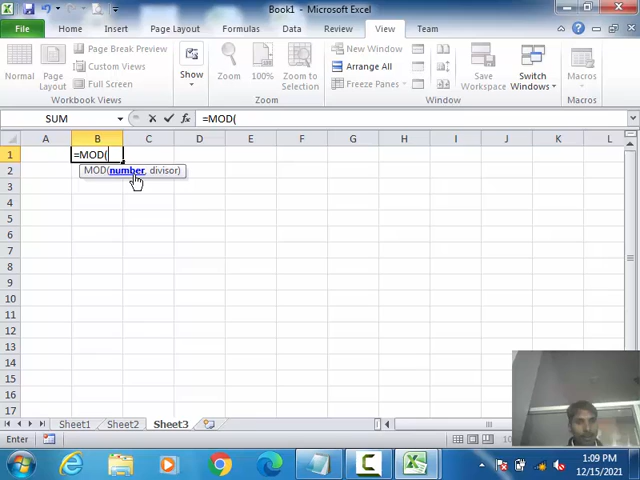 Book1 - Microsoft Excel
File Home Insert Page Layout Formulas Data Review View Team
Normal
Page Layout
Page Break Preview
Custom Views
Full Screen
Workbook Views
Show
Zoom
100%
Zoom to Selection
Zoom
New Window
Arrange All
Freeze Panes
Window
Save Workspace
Switch Windows
Macros
Macros
SUM fx =MOD(
A B C D E F G H I J K L
1 =MOD(
2 MOD(number, divisor)
3
4
5
6
7
8
9
10
11
12
13
14
15
16
17
Sheet1 Sheet2 Sheet3
Enter
1:09 PM
12/15/2021